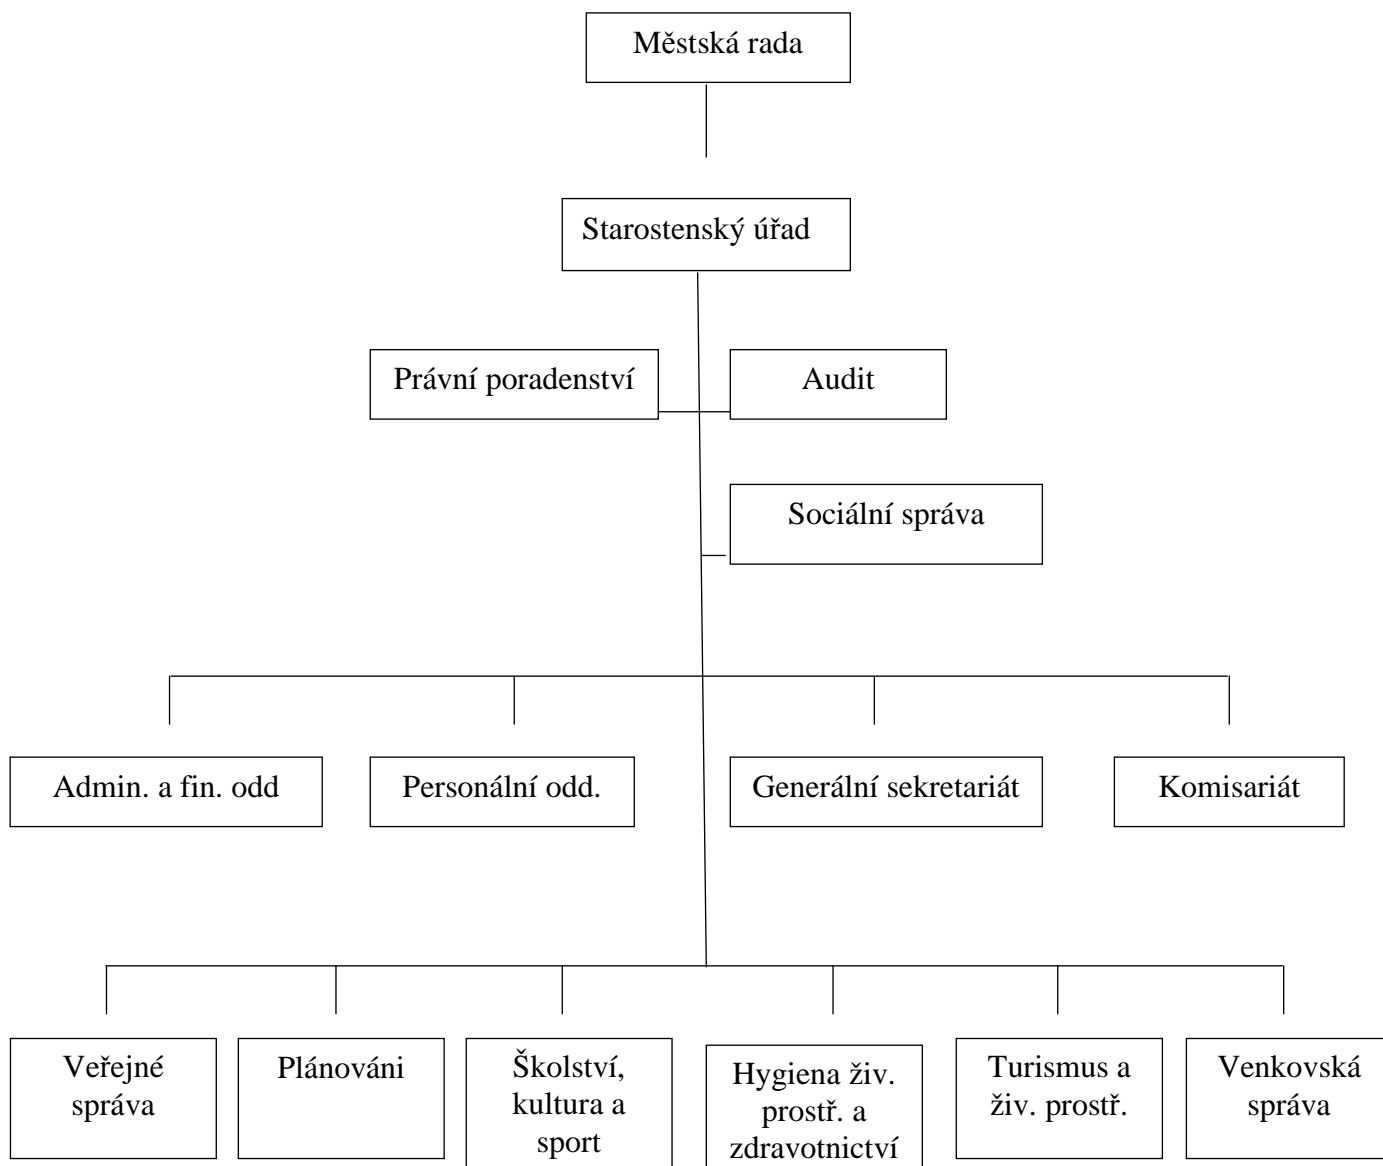 Městská rada
Starostenský úřad
Právní poradenství
Audit
Sociální správa
Admin. a fin. odd
Personální odd.
Generální sekretariát
Komisariát
Veřejné
správa
Plánováni
Školství,
kultura a
sport
Hygiena živ.
prostř. a
zdravotnictví
Turismus a
živ. prostř.
Venkovská
správa